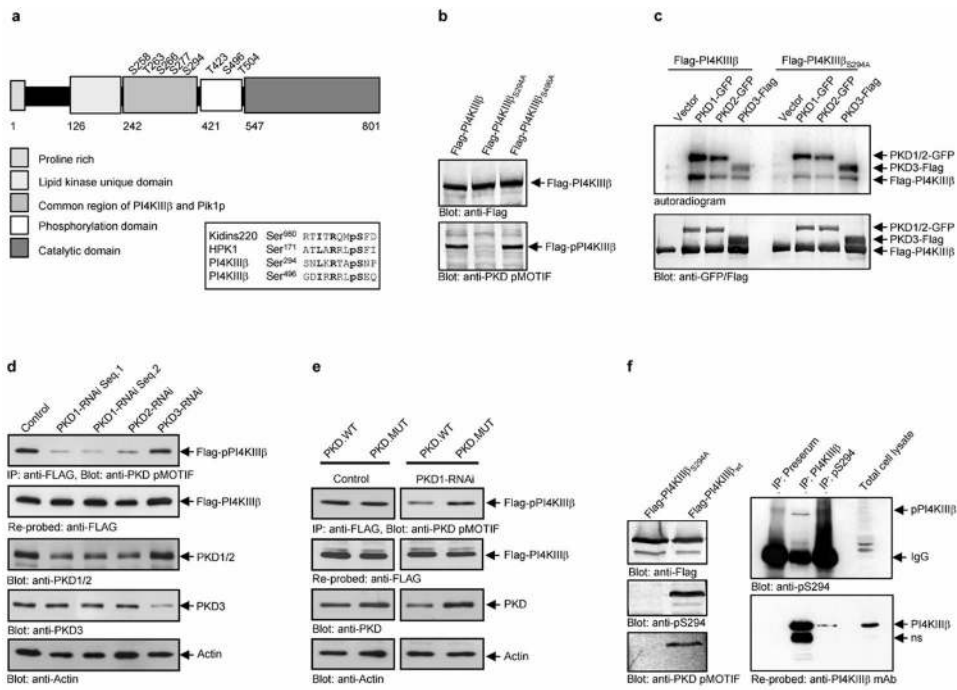 a
S258
T263
S266
S277
S294
T423
S496
T504
1 126 242 421 547 801
Proline rich
Lipid kinase unique domain
Common region of PI4KIIIβ and Pik1p
Phosphorylation domain
Catalytic domain
Kidins220 Ser RTITRQMpSFD
HPK1 Ser171 ATLARRLpSFI
PI4KIIIβ Ser294 SNLKRTApSNP
PI4KIIIβ Ser496 GDIRRRLpSEQ
b
Flag-PI4KIIIβ
Flag-PI4KIIIβS294A
Flag-PI4KIIIβS496A
Flag-PI4KIIIβ
Blot: anti-Flag
Flag-pPI4KIIIβ
Blot: anti-PKD pMOTIF
c
Flag-PI4KIIIβ Flag-PI4KIIIβS294A
Vector
PKD1-GFP
PKD2-GFP
PKD3-Flag
Vector
PKD1-GFP
PKD2-GFP
PKD3-Flag
PKD1/2-GFP
PKD3-Flag
Flag-PI4KIIIβ
autoradiogram
PKD1/2-GFP
PKD3-Flag
Flag-PI4KIIIβ
Blot: anti-GFP/Flag
d
Control
PKD1-RNAi Seq.1
PKD1-RNAi Seq.2
PKD2-RNAi
PKD3-RNAi
Flag-pPI4KIIIβ
IP: anti-FLAG, Blot: anti-PKD pMOTIF
Flag-PI4KIIIβ
Re-probed: anti-FLAG
PKD1/2
Blot: anti-PKD1/2
PKD3
Blot: anti-PKD3
Actin
Blot: anti-Actin
e
PKD.WT
PKD.MUT
PKD.WT
PKD.MUT
Control PKD1-RNAi
Flag-pPI4KIIIβ
IP: anti-FLAG, Blot: anti-PKD pMOTIF
Flag-PI4KIIIβ
Re-probed: anti-FLAG
PKD
Blot: anti-PKD
Actin
Blot: anti-Actin
f
Flag-PI4KIIIβS294A
Flag-PI4KIIIβwt
Blot: anti-Flag
Blot: anti-pS294
Blot: anti-PKD pMOTIF
IP: Preserum
IP: PI4KIIIβ
IP: pS294
Total cell lysate
pPI4KIIIβ
IgG
Blot: anti-pS294
PI4KIIIβ
ns
Re-probed: anti-PI4KIIIβ mAb